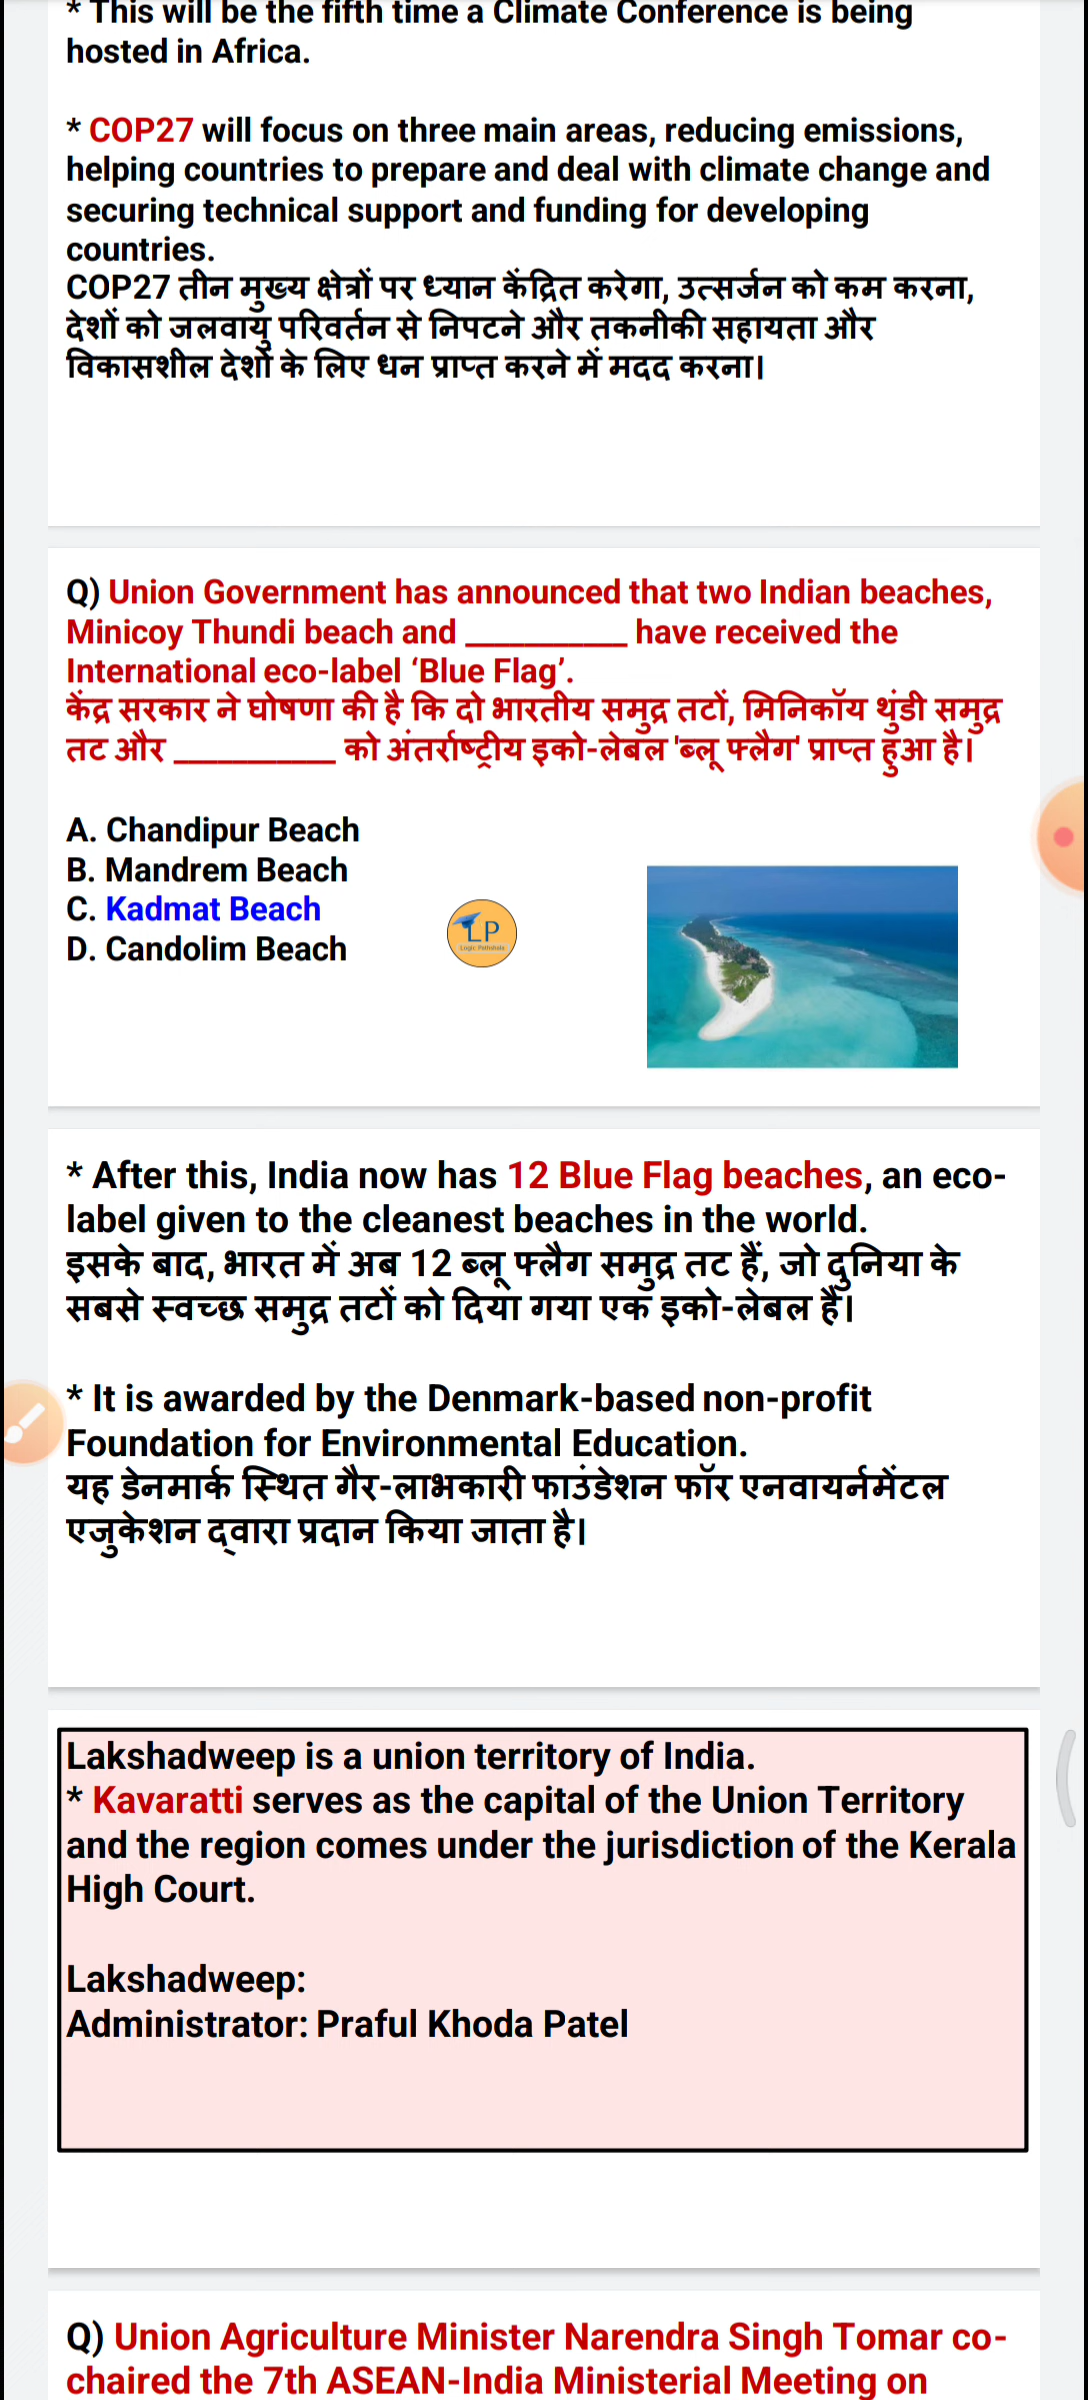 * This will be the fifth time a Climate Conference is being
hosted in Africa.
* COP27 will focus on three main areas, reducing emissions,
helping countries to prepare and deal with climate change and
securing technical support and funding for developing
countries.
COP27 तीन मुख्य क्षेत्रों पर ध्यान केंद्रित करेगा, उत्सर्जन को कम करना,
देशों को जलवायु परिवर्तन से निपटने और तकनीकी सहायता और
विकासशील देशों के लिए धन प्राप्त करने में मदद करना।
Q) Union Government has announced that two Indian beaches,
Minicoy Thundi beach and __________ have received the
International eco-label ‘Blue Flag’.
केंद्र सरकार ने घोषणा की है कि दो भारतीय समुद्र तटों, मिनिकॉय थुंडी समुद्र
तट और __________ को अंतर्राष्ट्रीय इको-लेबल 'ब्लू फ्लैग' प्राप्त हुआ है।
A. Chandipur Beach
B. Mandrem Beach
C. Kadmat Beach
D. Candolim Beach
LP
Logic Pathshala
* After this, India now has 12 Blue Flag beaches, an eco-
label given to the cleanest beaches in the world.
इसके बाद, भारत में अब 12 ब्लू फ्लैग समुद्र तट हैं, जो दुनिया के
सबसे स्वच्छ समुद्र तटों को दिया गया एक इको-लेबल है।
* It is awarded by the Denmark-based non-profit
Foundation for Environmental Education.
यह डेनमार्क स्थित गैर-लाभकारी फाउंडेशन फॉर एनवायर्नमेंटल
एजुकेशन द्वारा प्रदान किया जाता है।
Lakshadweep is a union territory of India.
* Kavaratti serves as the capital of the Union Territory
and the region comes under the jurisdiction of the Kerala
High Court.
Lakshadweep:
Administrator: Praful Khoda Patel
Q) Union Agriculture Minister Narendra Singh Tomar co-
chaired the 7th ASEAN-India Ministerial Meeting on